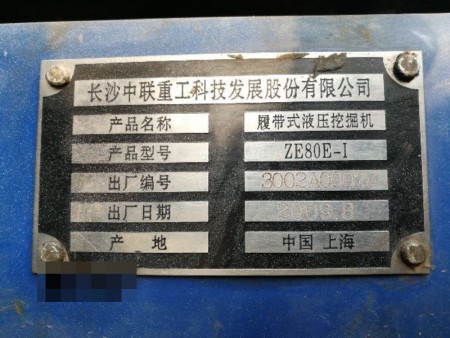 长沙中联重工科技发展股份有限公司
产品名称 履带式液压挖掘机
产品型号 ZE80E-I
出厂编号
出厂日期
产 地 中国 上海